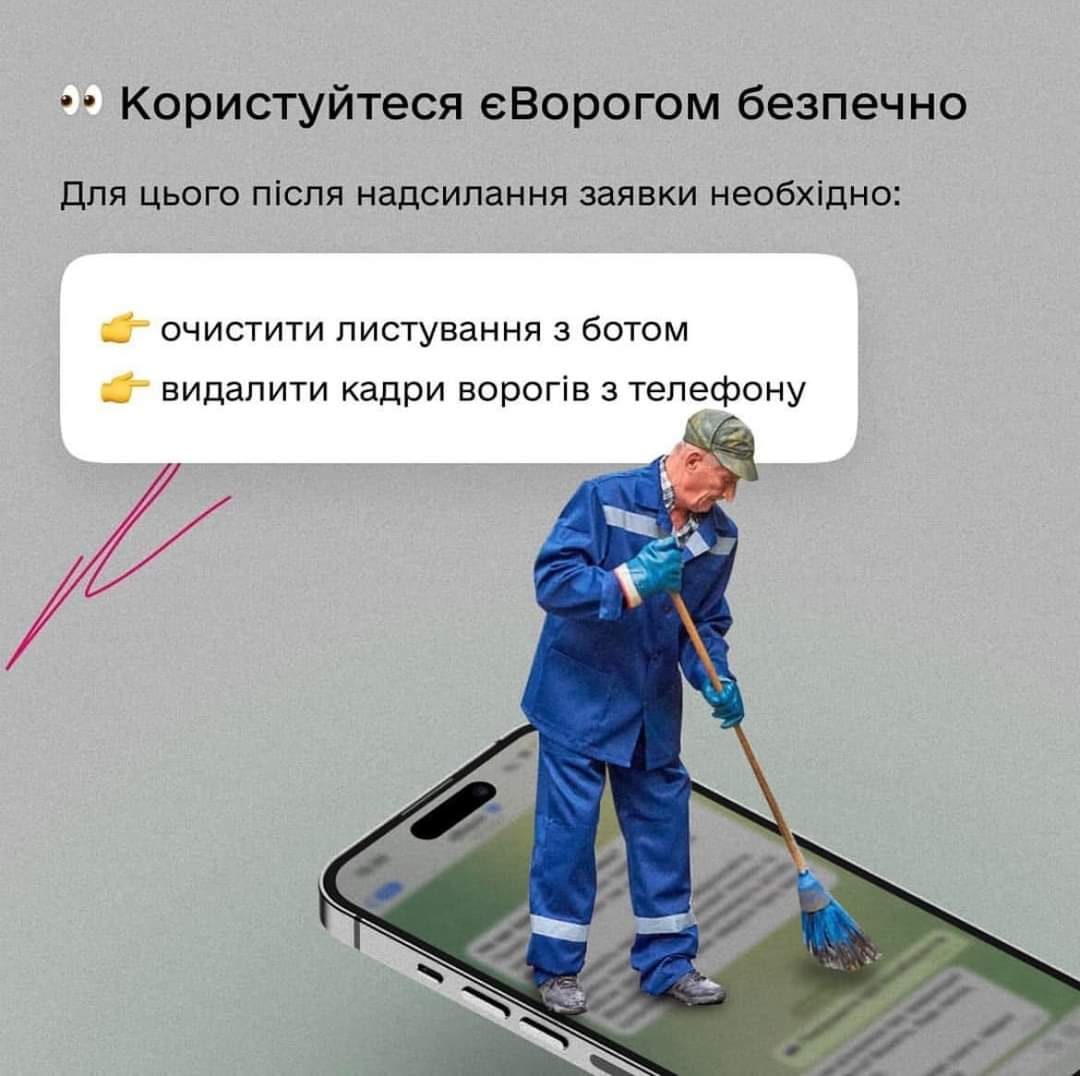 👀 Користуйтеся єВорогом безпечно
Для цього після надсилання заявки необхідно:
👉 очистити листування з ботом
👉 видалити кадри ворогів з телефону